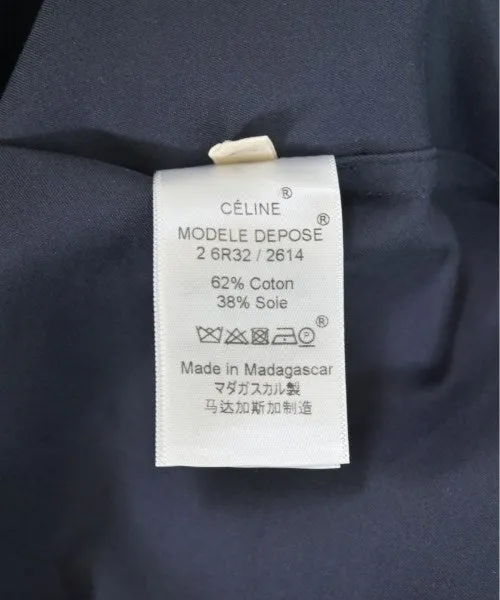 CÉLINE®
MODELE DEPOSE®
2 6R32 / 2614
62% Coton
38% Soie
P ®
Made in Madagascar
マダガスカル製
马达加斯加制造